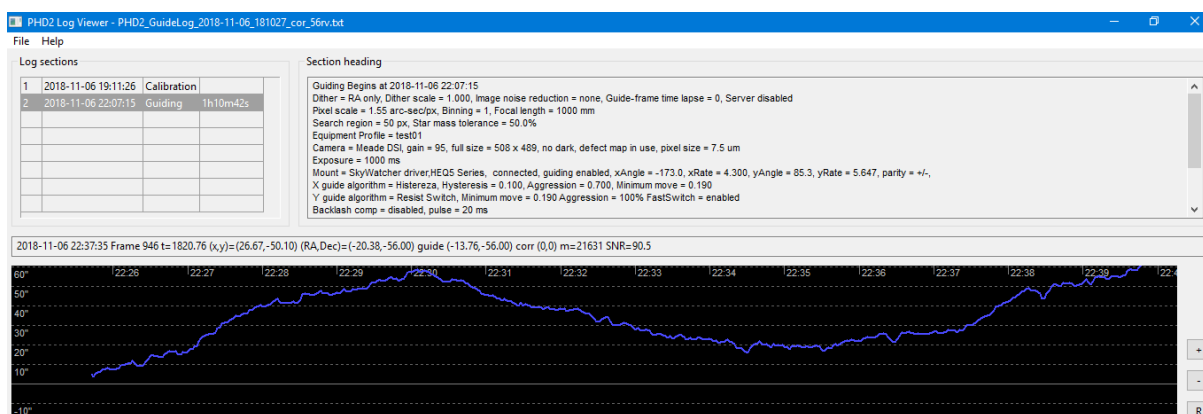 PHD2 Log Viewer - PHD2_GuideLog_2018-11-06_181027_cor_56rv.txt
File Help
Log sections
1 2018-11-06 19:11:26 Calibration
2 2018-11-06 22:07:15 Guiding 1h10m42s
Section heading
Guiding Begins at 2018-11-06 22:07:15
Dither = RA only, Dither scale = 1.000, Image noise reduction = none, Guide-frame time lapse = 0, Server disabled
Pixel scale = 1.55 arc-sec/px, Binning = 1, Focal length = 1000 mm
Search region = 50 px, Star mass tolerance = 50.0%
Equipment Profile = test01
Camera = Meade DSI, gain = 95, full size = 508 x 489, no dark, defect map in use, pixel size = 7.5 um
Exposure = 1000 ms
Mount = SkyWatcher driver,HEQ5 Series, connected, guiding enabled, xAngle = -173.0, xRate = 4.300, yAngle = 85.3, yRate = 5.647, parity = +/-,
X guide algorithm = Histereza, Hysteresis = 0.100, Aggression = 0.700, Minimum move = 0.190
Y guide algorithm = Resist Switch, Minimum move = 0.190 Aggression = 100% FastSwitch = enabled
Backlash comp = disabled, pulse = 20 ms
2018-11-06 22:37:35 Frame 946 t=1820.76 (x,y)=(26.67,-50.10) (RA,Dec)=(-20.38,-56.00) guide (-13.76,-56.00) corr (0,0) m=21631 SNR=90.5
22:26 22:27 22:28 22:29 22:30 22:31 22:32 22:33 22:34 22:35 22:36 22:37 22:38 22:39 22:4
60"
50"
40"
30"
20"
10"
-10"
+
-
R